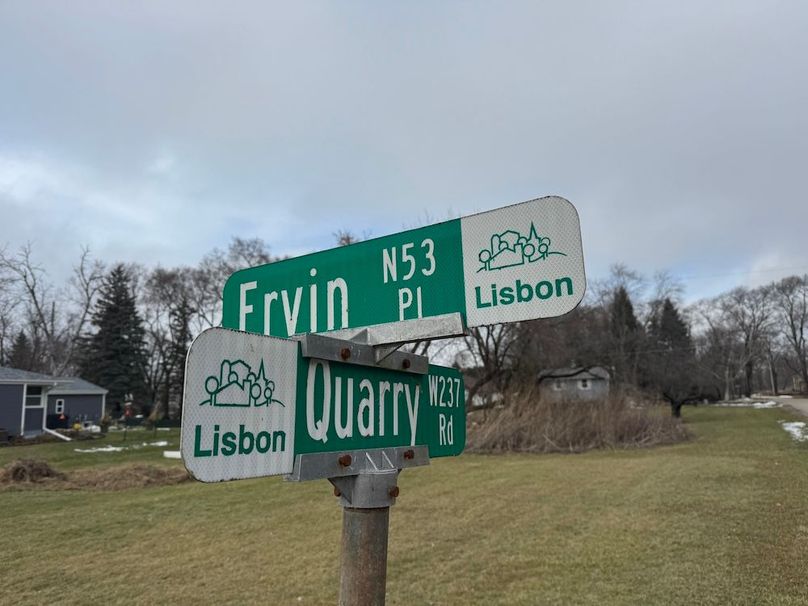 Ervin N53
Pl
Lisbon
Lisbon
Quarry W237
Rd